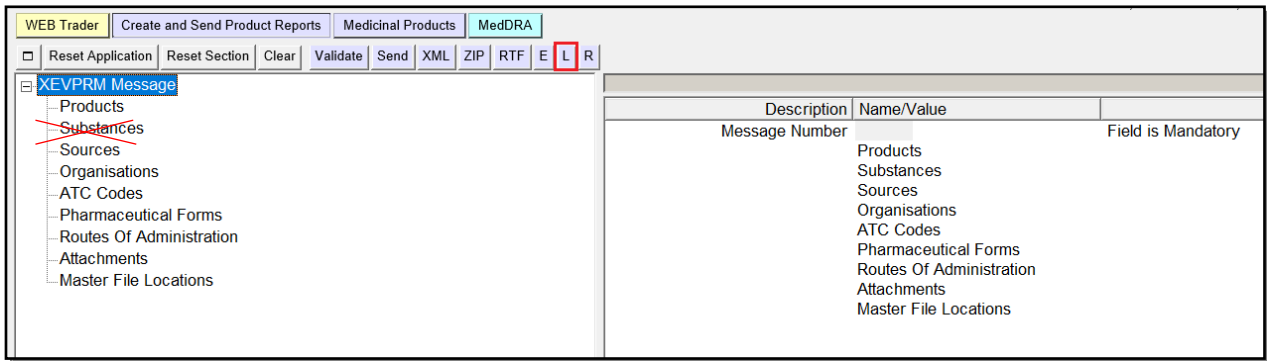 WEB Trader Create and Send Product Reports Medicinal Products MedDRA
Reset Application Reset Section Clear Validate Send XML ZIP RTF E L R
XEVPRM Message
Products
Substances
Sources
Organisations
ATC Codes
Pharmaceutical Forms
Routes Of Administration
Attachments
Master File Locations
Description Name/Value
Message Number Field is Mandatory
Products
Substances
Sources
Organisations
ATC Codes
Pharmaceutical Forms
Routes Of Administration
Attachments
Master File Locations